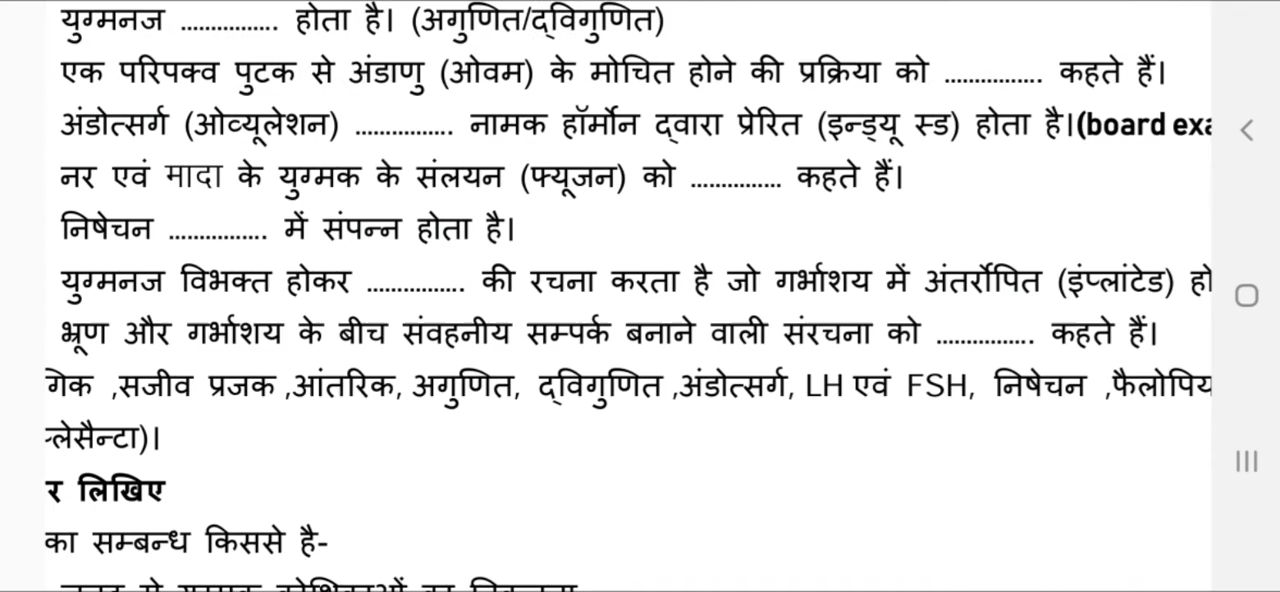 युग्मनज ................ होता है। (अगुणित/द्विगुणित)
एक परिपक्व पुटक से अंडाणु (ओवम) के मोचित होने की प्रक्रिया को ................ कहते हैं।
अंडोत्सर्ग (ओव्यूलेशन) ................ नामक हॉर्मोन द्वारा प्रेरित (इन्ड्यू स्ड) होता है।(board exa
नर एवं मादा के युग्मक के संलयन (फ्यूजन) को ............... कहते हैं।
निषेचन ................ में संपन्न होता है।
युग्मनज विभक्त होकर ................ की रचना करता है जो गर्भाशय में अंतर्रोपित (इंप्लांटेड) हो
भ्रूण और गर्भाशय के बीच संवहनीय सम्पर्क बनाने वाली संरचना को ................ कहते हैं।
गिक ,सजीव प्रजक ,आंतरिक, अगुणित, द्विगुणित ,अंडोत्सर्ग, LH एवं FSH, निषेचन ,फैलोपिय
लेसैन्टा)।
र लिखिए
का सम्बन्ध किससे है-